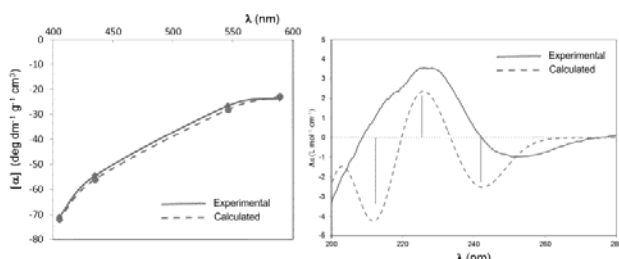 λ (nm)
400 450 500 550 600
0
-10
-20
-30
-40
-50
-60
-70
-80
[α] (deg dm⁻¹ g⁻¹ cm³)
Experimental
Calculated
5
4
3
2
1
0
-1
-2
-3
-4
-5
Δε (L mol⁻¹ cm⁻¹)
Experimental
Calculated
200 220 240 260 280
λ (nm)